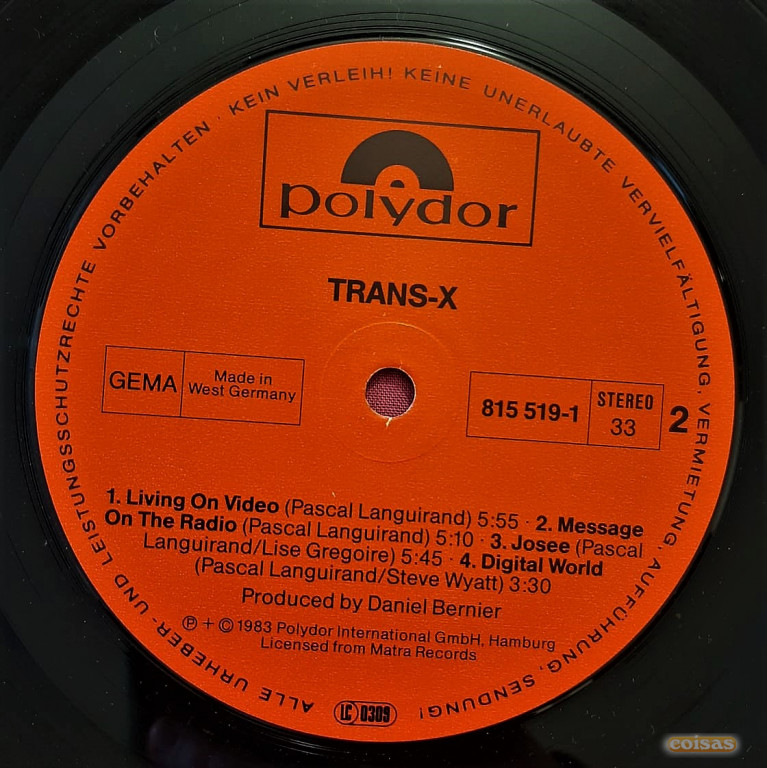 ALLE URHEBER- UND LEISTUNGSSCHUTZRECHTE VORBEHALTEN · KEIN VERLEIH! KEINE UNERLAUBTE VERVIELFÄLTIGUNG, VERMIETUNG, AUFFÜHRUNG, SENDUNG!
polydor
TRANS-X
GEMA
Made in
West Germany
815 519-1
STEREO
33
2
1. Living On Video (Pascal Languirand) 5:55 · 2. Message
On The Radio (Pascal Languirand) 5:10 · 3. Josee (Pascal
Languirand/Lise Gregoire) 5:45 · 4. Digital World
(Pascal Languirand/Steve Wyatt) 3:30
Produced by Daniel Bernier
℗ + © 1983 Polydor International GmbH, Hamburg
Licensed from Matra Records
LC 0309
coisas